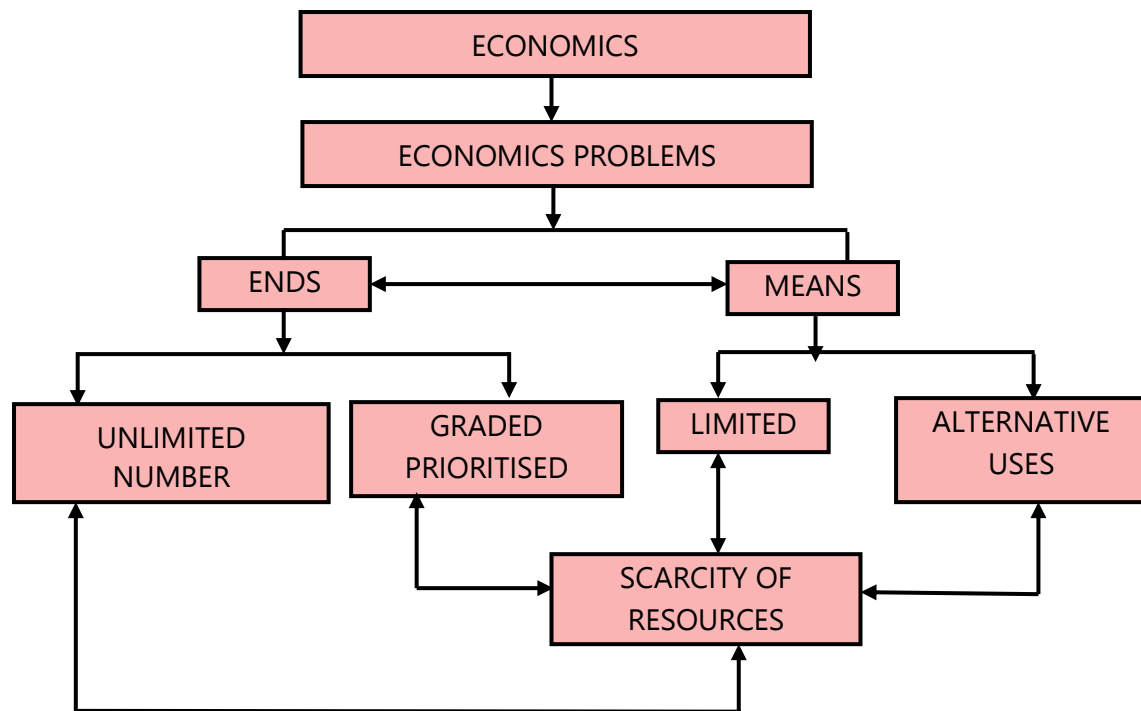 ECONOMICS
ECONOMICS PROBLEMS
ENDS
MEANS
UNLIMITED
NUMBER
GRADED
PRIORITISED
LIMITED
ALTERNATIVE
USES
SCARCITY OF
RESOURCES